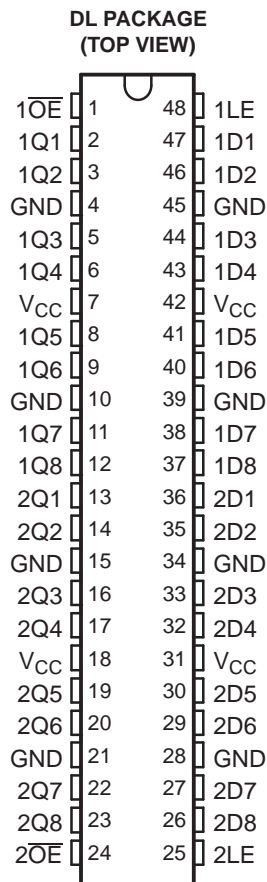 DL PACKAGE
(TOP VIEW)
1O̅E̅ 1 48 1LE
1Q1 2 47 1D1
1Q2 3 46 1D2
GND 4 45 GND
1Q3 5 44 1D3
1Q4 6 43 1D4
VCC 7 42 VCC
1Q5 8 41 1D5
1Q6 9 40 1D6
GND 10 39 GND
1Q7 11 38 1D7
1Q8 12 37 1D8
2Q1 13 36 2D1
2Q2 14 35 2D2
GND 15 34 GND
2Q3 16 33 2D3
2Q4 17 32 2D4
VCC 18 31 VCC
2Q5 19 30 2D5
2Q6 20 29 2D6
GND 21 28 GND
2Q7 22 27 2D7
2Q8 23 26 2D8
2O̅E̅ 24 25 2LE